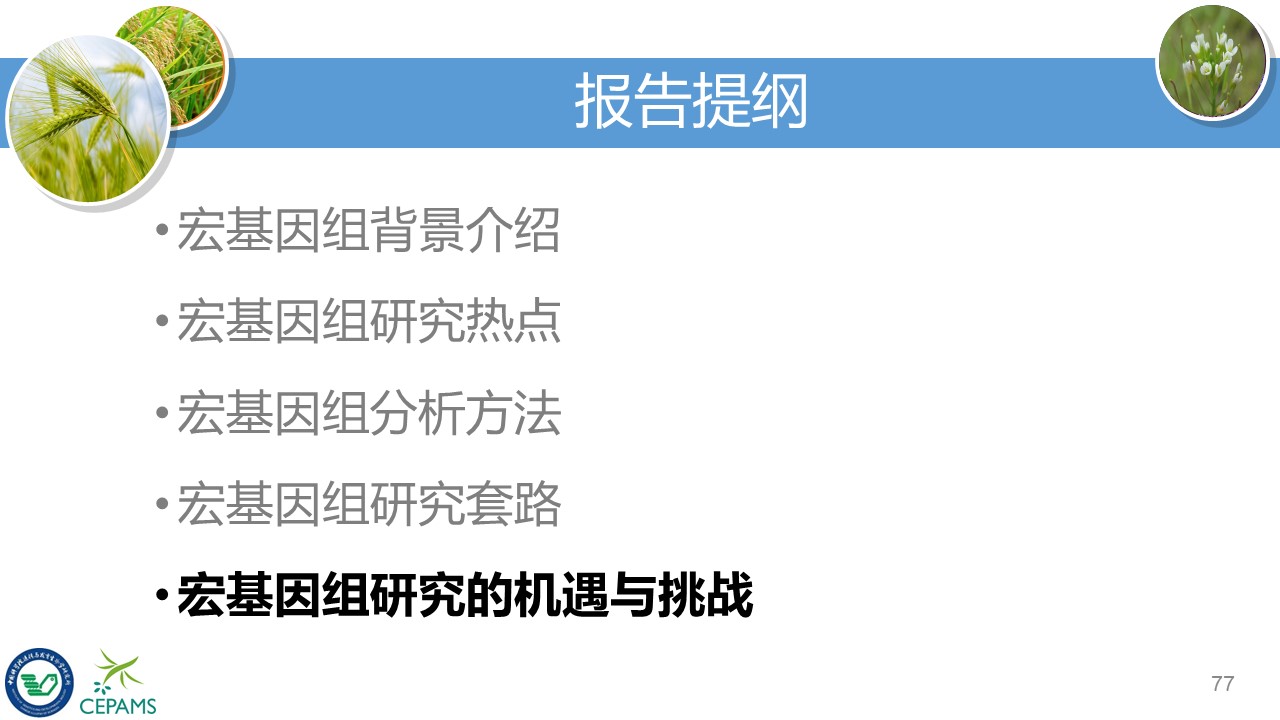 报告提纲
•宏基因组背景介绍
•宏基因组研究热点
•宏基因组分析方法
•宏基因组研究套路
•宏基因组研究的机遇与挑战
CEPAMS
77